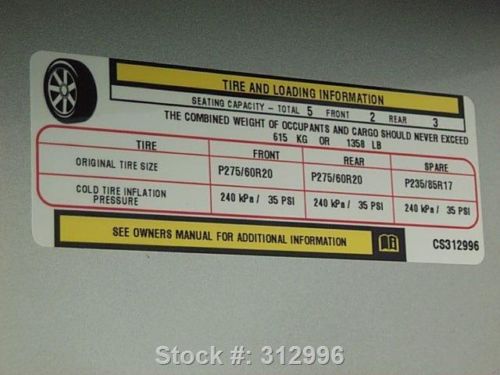 TIRE AND LOADING INFORMATION
SEATING CAPACITY - TOTAL 5 FRONT 2 REAR 3
THE COMBINED WEIGHT OF OCCUPANTS AND CARGO SHOULD NEVER EXCEED
615 KG OR 1358 LB
TIRE FRONT REAR SPARE
ORIGINAL TIRE SIZE P275/60R20 P275/60R20 P235/85R17
COLD TIRE INFLATION
PRESSURE 240 kPa / 35 PSI 240 kPa / 35 PSI 240 kPa / 35 PSI
SEE OWNERS MANUAL FOR ADDITIONAL INFORMATION CS312996
Stock #: 312996